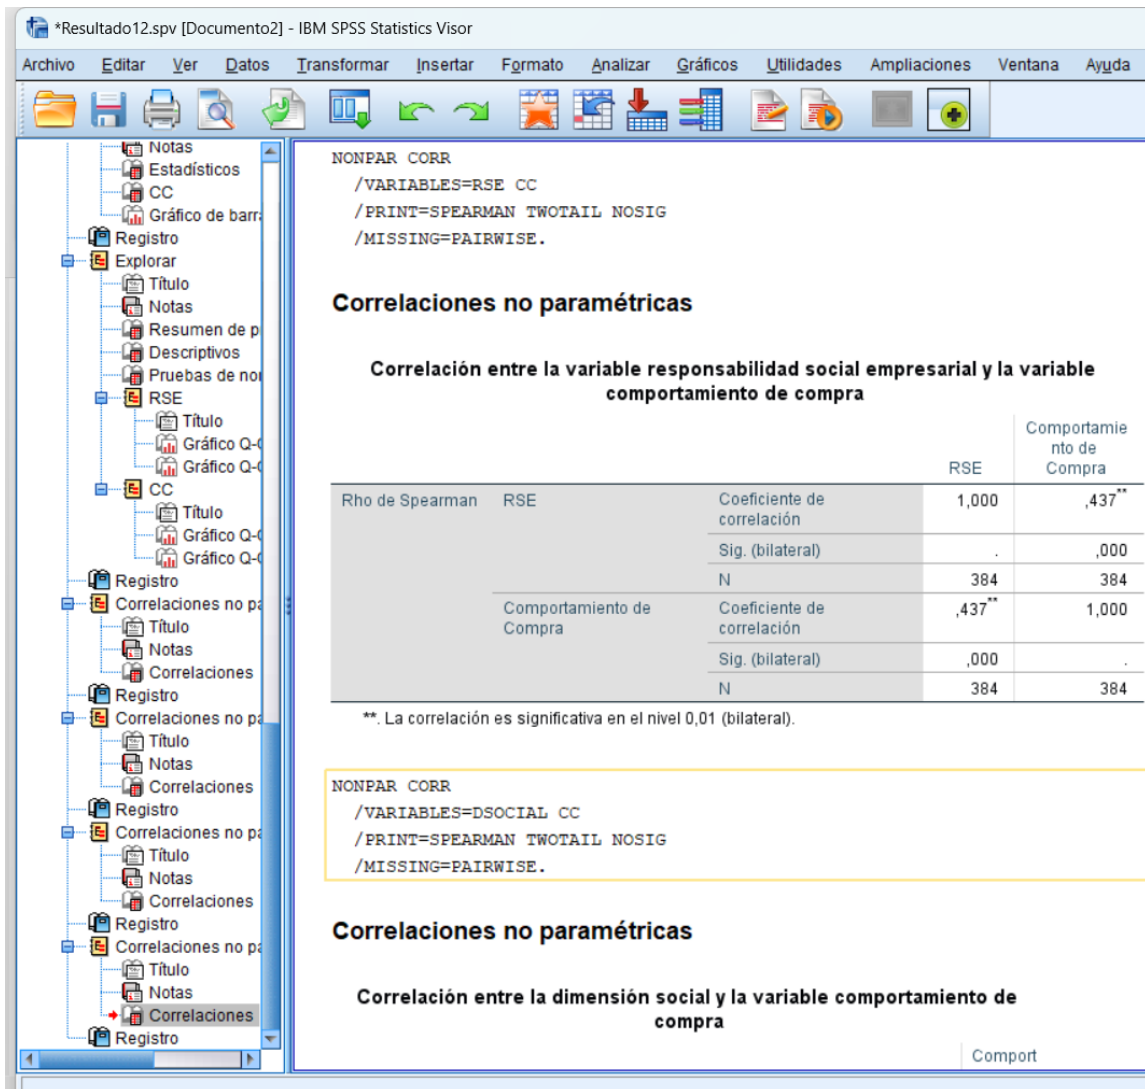 *Resultado12.spv [Documento2] - IBM SPSS Statistics Visor
Archivo Editar Ver Datos Transformar Insertar Formato Analizar Gráficos Utilidades Ampliaciones Ventana Ayuda
Notas
Estadísticos
CC
Gráfico de barra
Registro
Explorar
Título
Notas
Resumen de p
Descriptivos
Pruebas de nor
RSE
Título
Gráfico Q-Q
Gráfico Q-Q
CC
Título
Gráfico Q-Q
Gráfico Q-Q
Registro
Correlaciones no pa
Título
Notas
Correlaciones
Registro
Correlaciones no pa
Título
Notas
Correlaciones
Registro
Correlaciones no pa
Título
Notas
Correlaciones
Registro
Correlaciones no pa
Título
Notas
Correlaciones
Registro
NONPAR CORR
/VARIABLES=RSE CC
/PRINT=SPEARMAN TWOTAIL NOSIG
/MISSING=PAIRWISE.
Correlaciones no paramétricas
Correlación entre la variable responsabilidad social empresarial y la variable
comportamiento de compra
RSE Comportamie
nto de
Compra
Rho de Spearman RSE Coeficiente de
correlación 1,000 ,437**
Sig. (bilateral) . ,000
N 384 384
Comportamiento de
Compra Coeficiente de
correlación ,437** 1,000
Sig. (bilateral) ,000 .
N 384 384
**. La correlación es significativa en el nivel 0,01 (bilateral).
NONPAR CORR
/VARIABLES=DSOCIAL CC
/PRINT=SPEARMAN TWOTAIL NOSIG
/MISSING=PAIRWISE.
Correlaciones no paramétricas
Correlación entre la dimensión social y la variable comportamiento de
compra
Comport